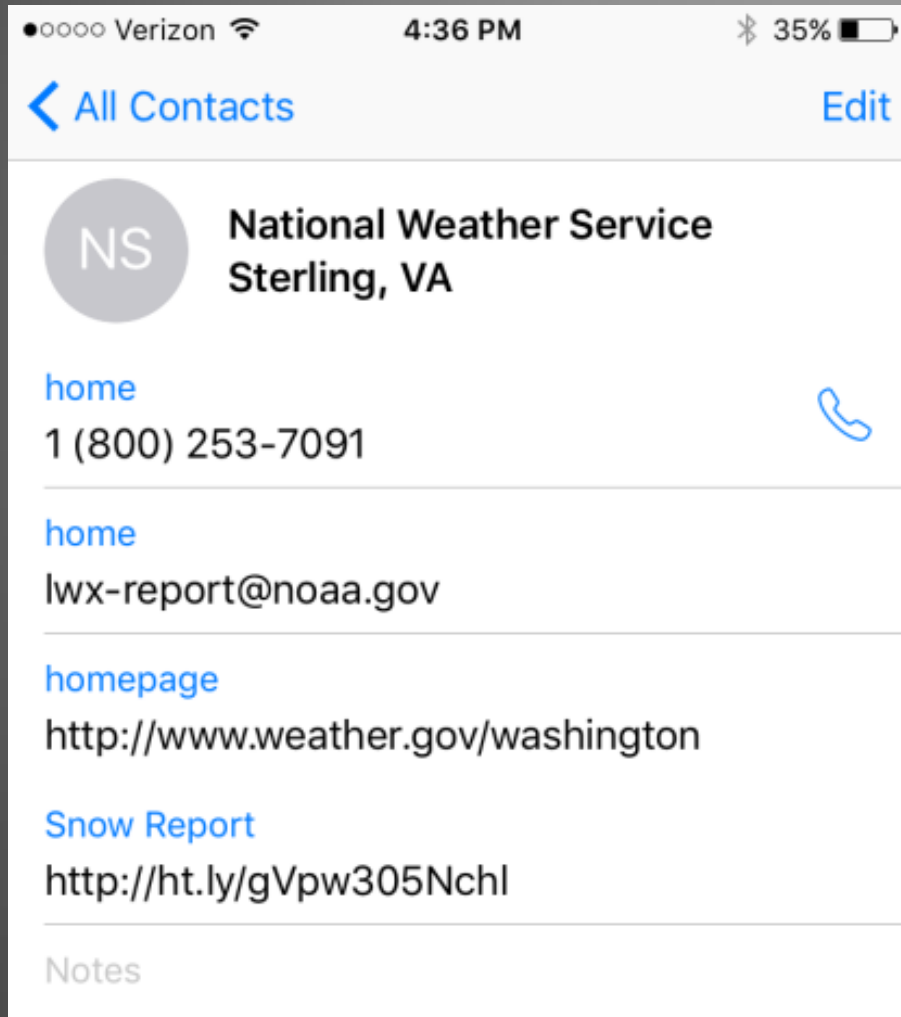 Verizon 4:36 PM 35%
All Contacts Edit
NS
National Weather Service
Sterling, VA
home
1 (800) 253-7091
home
lwx-report@noaa.gov
homepage
http://www.weather.gov/washington
Snow Report
http://ht.ly/gVpw305Nchl
Notes